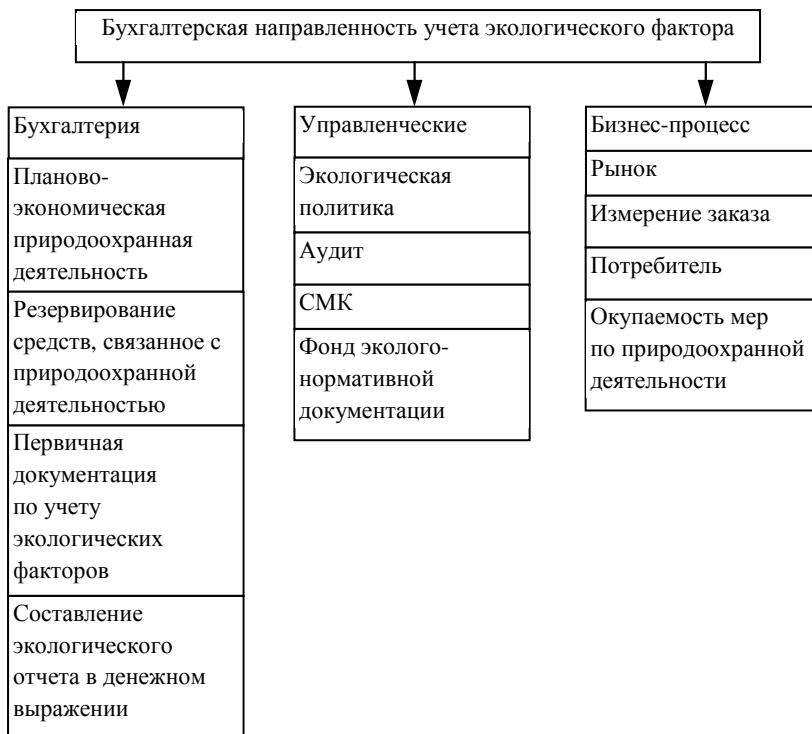 Бухгалтерская направленность учета экологического фактора
Бухгалтерия
Планово-
экономическая
природоохранная
деятельность
Резервирование
средств, связанное с
природоохранной
деятельностью
Первичная
документация
по учету
экологических
факторов
Составление
экологического
отчета в денежном
выражении
Управленческие
Экологическая
политика
Аудит
СМК
Фонд эколого-
нормативной
документации
Бизнес-процесс
Рынок
Измерение заказа
Потребитель
Окупаемость мер
по природоохранной
деятельности